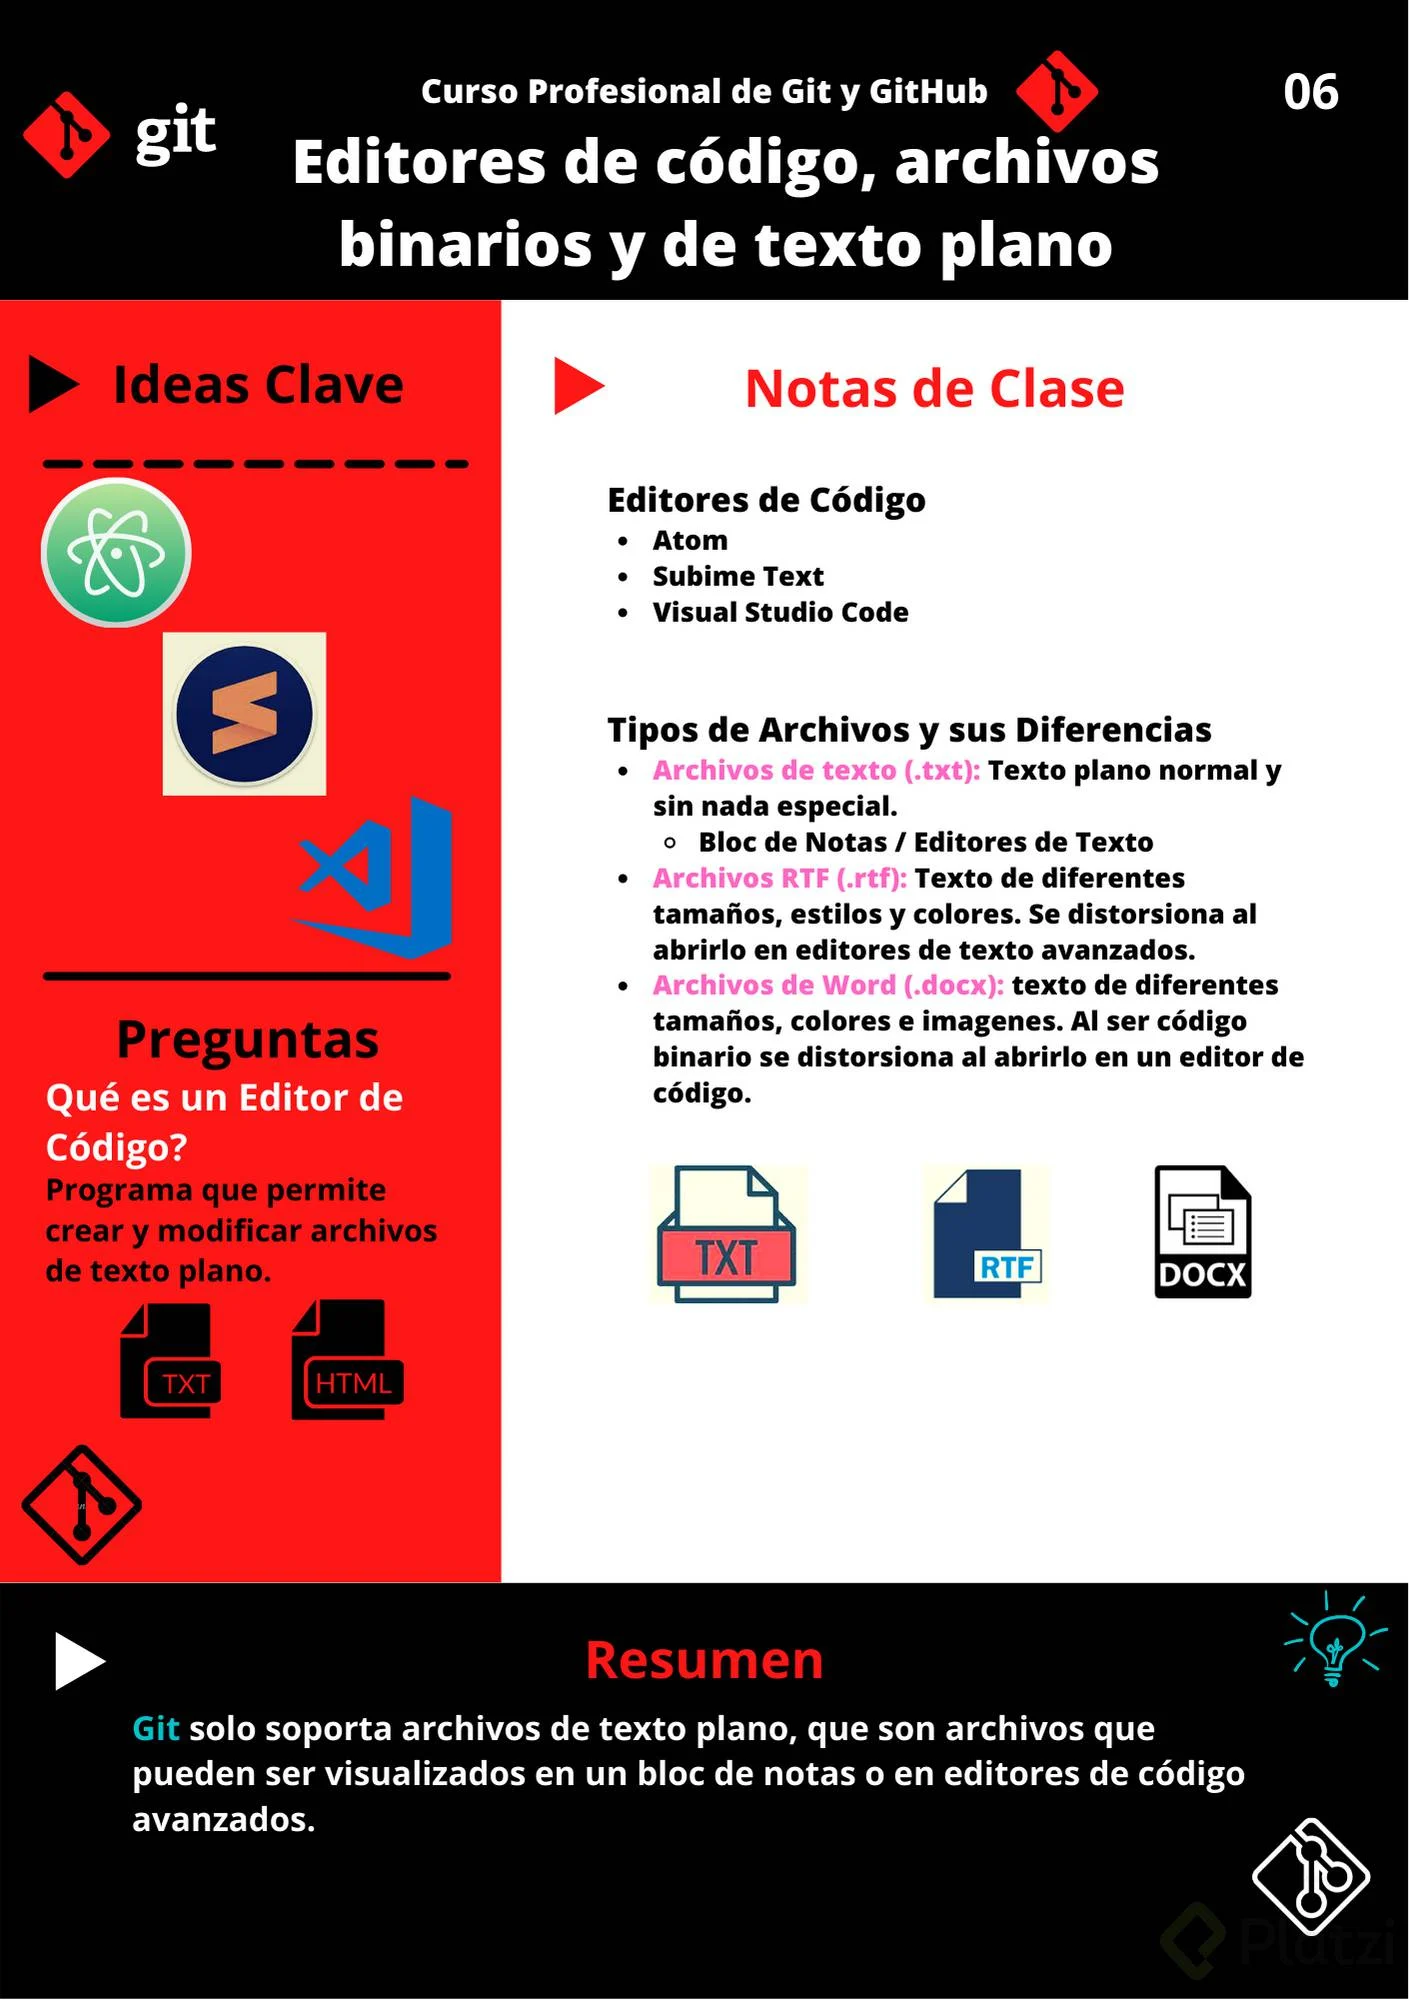 git
Curso Profesional de Git y GitHub
06
Editores de código, archivos
binarios y de texto plano
Ideas Clave
Preguntas
Qué es un Editor de
Código?
Programa que permite
crear y modificar archivos
de texto plano.
TXT
HTML
Notas de Clase
Editores de Código
• Atom
• Subime Text
• Visual Studio Code
Tipos de Archivos y sus Diferencias
• Archivos de texto (.txt): Texto plano normal y
sin nada especial.
◦ Bloc de Notas / Editores de Texto
• Archivos RTF (.rtf): Texto de diferentes
tamaños, estilos y colores. Se distorsiona al
abrirlo en editores de texto avanzados.
• Archivos de Word (.docx): texto de diferentes
tamaños, colores e imagenes. Al ser código
binario se distorsiona al abrirlo en un editor de
código.
TXT
RTF
DOCX
Resumen
Git solo soporta archivos de texto plano, que son archivos que
pueden ser visualizados en un bloc de notas o en editores de código
avanzados.
Platzi